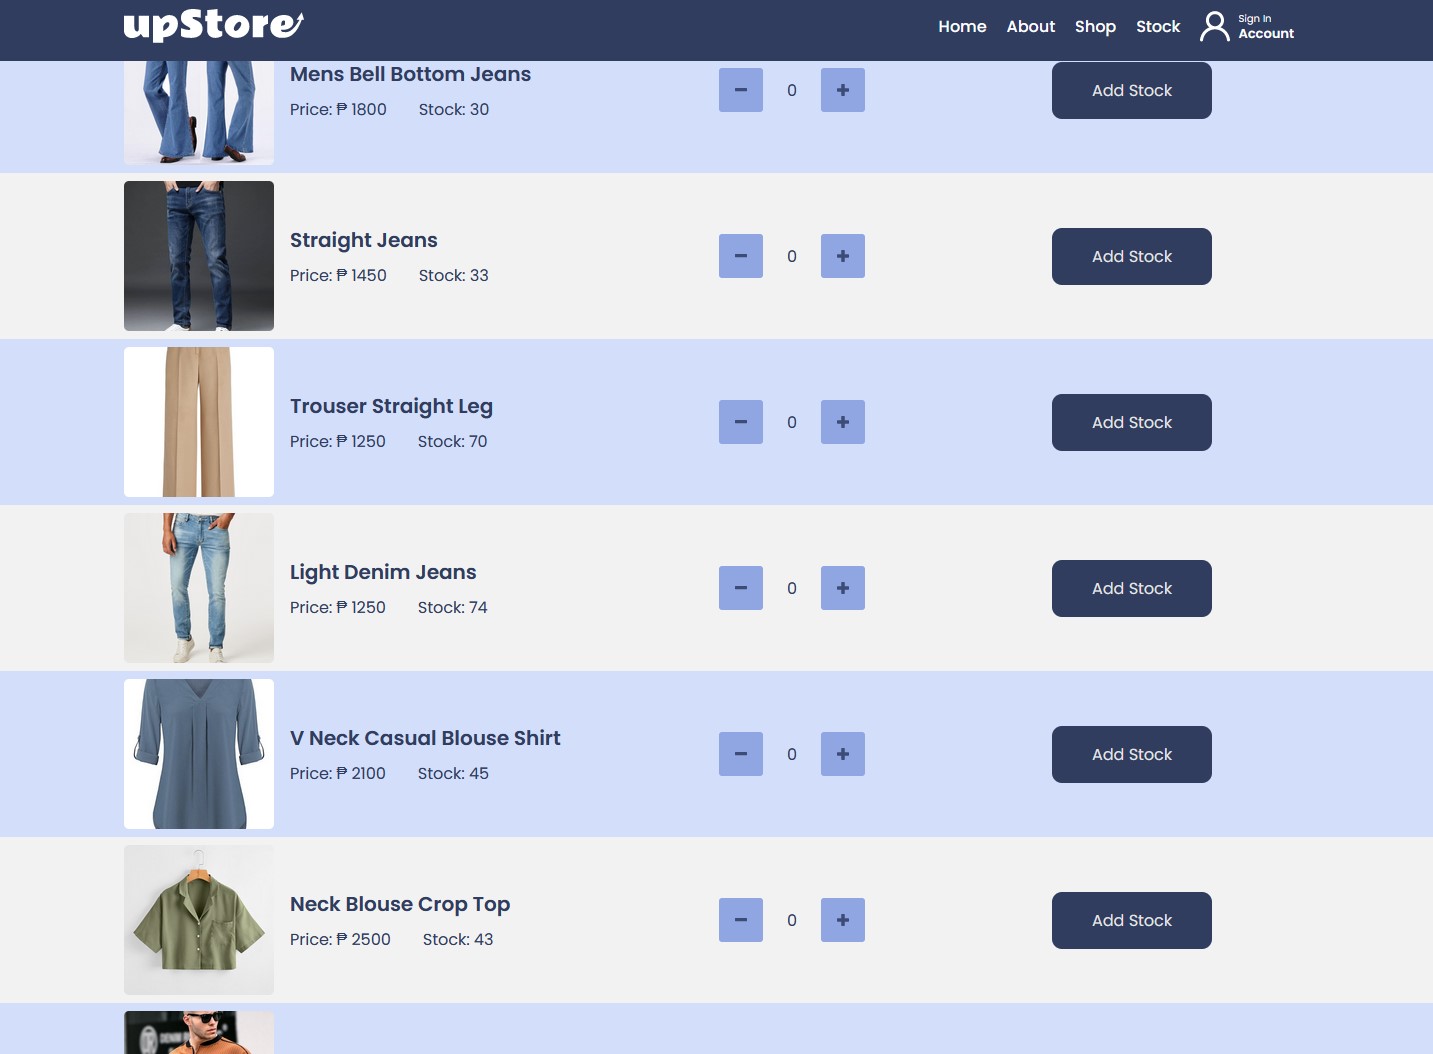 upStore
Home About Shop Stock Sign In Account
Mens Bell Bottom Jeans
Price: ₱ 1800 Stock: 30
0
Add Stock
Straight Jeans
Price: ₱ 1450 Stock: 33
0
Add Stock
Trouser Straight Leg
Price: ₱ 1250 Stock: 70
0
Add Stock
Light Denim Jeans
Price: ₱ 1250 Stock: 74
0
Add Stock
V Neck Casual Blouse Shirt
Price: ₱ 2100 Stock: 45
0
Add Stock
Neck Blouse Crop Top
Price: ₱ 2500 Stock: 43
0
Add Stock